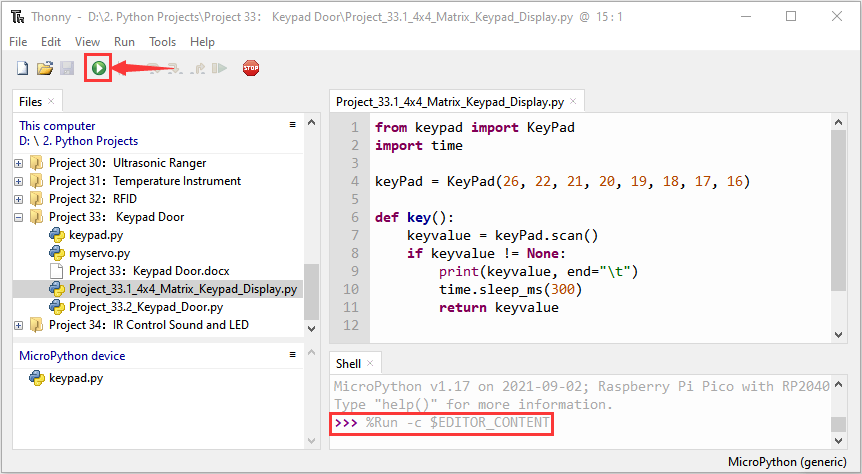 Thonny - D:\2. Python Projects\Project 33： Keypad Door\Project_33.1_4x4_Matrix_Keypad_Display.py @ 15 : 1
File Edit View Run Tools Help
STOP
Files
This computer
D: \ 2. Python Projects
Project 30：Ultrasonic Ranger
Project 31：Temperature Instrument
Project 32：RFID
Project 33： Keypad Door
keypad.py
myservo.py
Project 33：Keypad Door.docx
Project_33.1_4x4_Matrix_Keypad_Display.py
Project_33.2_Keypad_Door.py
Project 34：IR Control Sound and LED
MicroPython device
keypad.py
Project_33.1_4x4_Matrix_Keypad_Display.py
1 from keypad import KeyPad
2 import time
3
4 keyPad = KeyPad(26, 22, 21, 20, 19, 18, 17, 16)
5
6 def key():
7     keyvalue = keyPad.scan()
8     if keyvalue != None:
9         print(keyvalue, end="\t")
10         time.sleep_ms(300)
11         return keyvalue
12
Shell
MicroPython v1.17 on 2021-09-02; Raspberry Pi Pico with RP2040
Type "help()" for more information.
>>> %Run -c $EDITOR_CONTENT
MicroPython (generic)